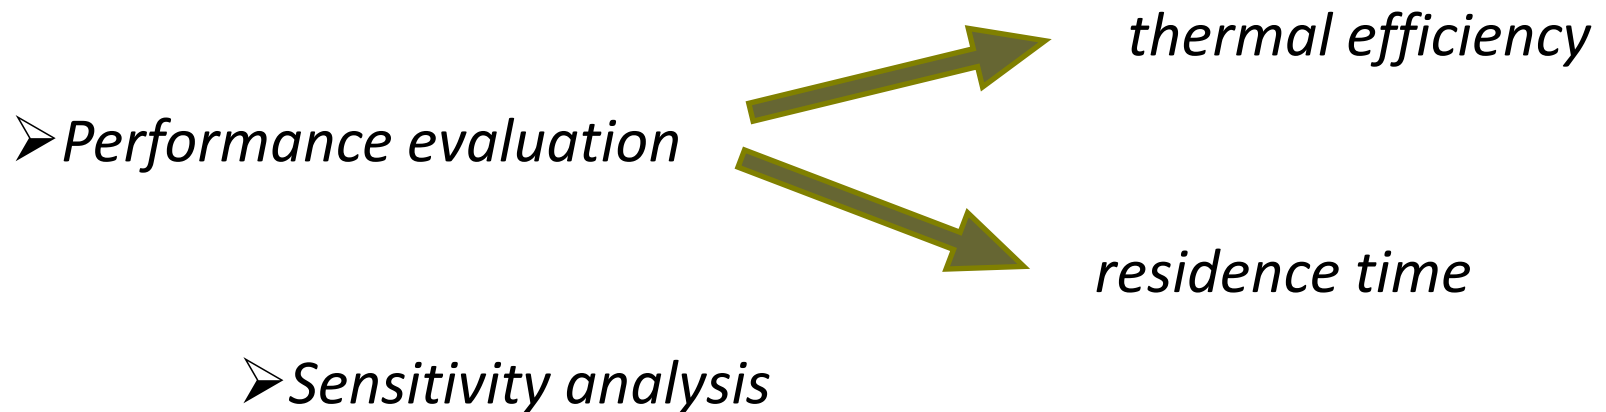 thermal efficiency
➢Performance evaluation
residence time
➢Sensitivity analysis